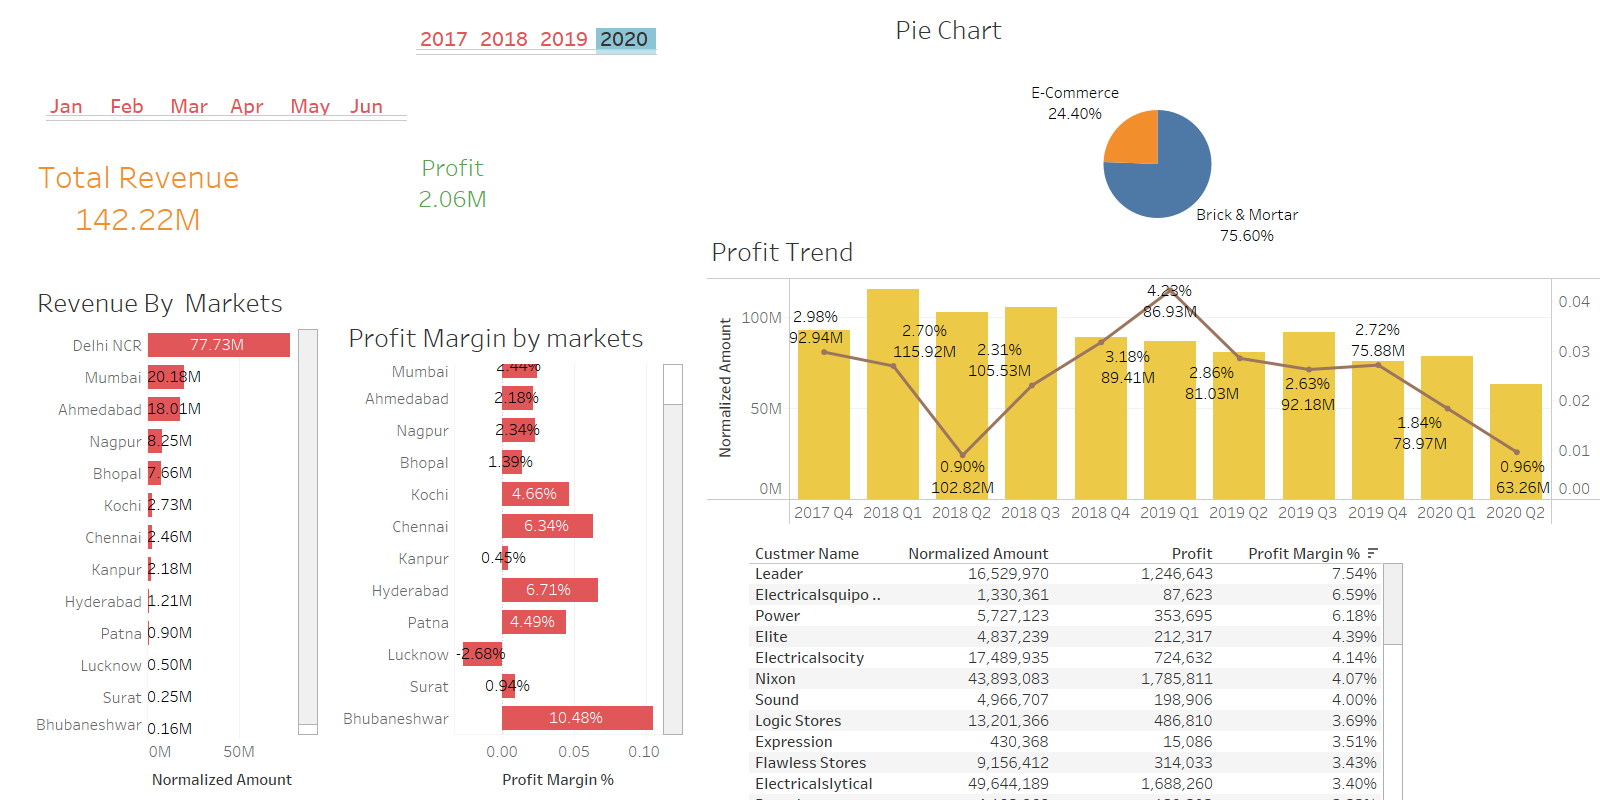 2017 2018 2019 2020
Pie Chart
Jan Feb Mar Apr May Jun
E-Commerce
24.40%
Brick & Mortar
75.60%
Total Revenue
142.22M
Profit
2.06M
Revenue By Markets
Delhi NCR 77.73M
Mumbai 20.18M
Ahmedabad 18.01M
Nagpur 8.25M
Bhopal 7.66M
Kochi 2.73M
Chennai 2.46M
Kanpur 2.18M
Hyderabad 1.21M
Patna 0.90M
Lucknow 0.50M
Surat 0.25M
Bhubaneshwar 0.16M
0M 50M
Normalized Amount
Profit Margin by markets
Mumbai 2.44%
Ahmedabad 2.18%
Nagpur 2.34%
Bhopal 1.39%
Kochi 4.66%
Chennai 6.34%
Kanpur 0.45%
Hyderabad 6.71%
Patna 4.49%
Lucknow -2.68%
Surat 0.94%
Bhubaneshwar 10.48%
0.00 0.05 0.10
Profit Margin %
Profit Trend
Normalized Amount
100M
50M
0M
2.98%
92.94M
2.70%
115.92M
0.90%
102.82M
2.31%
105.53M
3.18%
89.41M
4.23%
86.93M
2.86%
81.03M
2.63%
92.18M
2.72%
75.88M
1.84%
78.97M
0.96%
63.26M
0.04
0.03
0.02
0.01
0.00
2017 Q4 2018 Q1 2018 Q2 2018 Q3 2018 Q4 2019 Q1 2019 Q2 2019 Q3 2019 Q4 2020 Q1 2020 Q2
Custmer Name Normalized Amount Profit Profit Margin %
Leader 16,529,970 1,246,643 7.54%
Electricalsquipo .. 1,330,361 87,623 6.59%
Power 5,727,123 353,695 6.18%
Elite 4,837,239 212,317 4.39%
Electricalsocity 17,489,935 724,632 4.14%
Nixon 43,893,083 1,785,811 4.07%
Sound 4,966,707 198,906 4.00%
Logic Stores 13,201,366 486,810 3.69%
Expression 430,368 15,086 3.51%
Flawless Stores 9,156,412 314,033 3.43%
Electricalslytical 49,644,189 1,688,260 3.40%